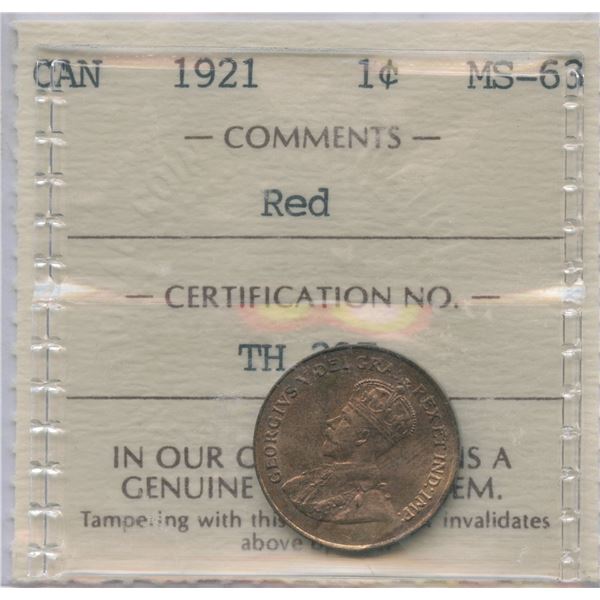 CAN 1921 1¢ MS-63
— COMMENTS —
Red
— CERTIFICATION NO. —
TH
GEORGIVS V DEI GRA: REX ET IND: IMP:
IN OUR IS A
GENUINE EM.
Tampering with this invalidates
above